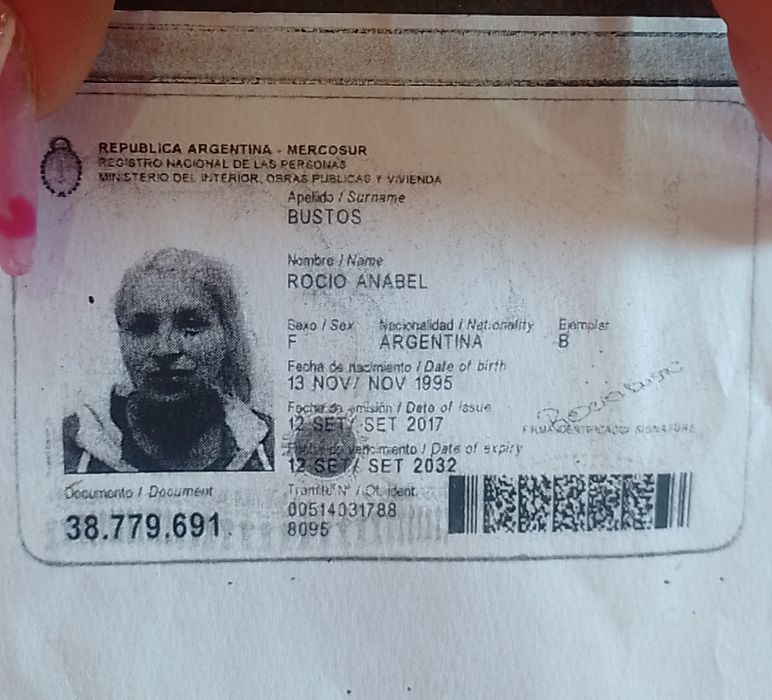 REPUBLICA ARGENTINA - MERCOSUR
REGISTRO NACIONAL DE LAS PERSONAS
MINISTERIO DEL INTERIOR, OBRAS PUBLICAS Y VIVIENDA
Apellido / Surname
BUSTOS
Nombre / Name
ROCIO ANABEL
Sexo / Sex Nacionalidad / Nationality Ejemplar
F ARGENTINA B
Fecha de nacimiento / Date of birth
13 NOV/ NOV 1995
Fecha de emisión / Date of issue
12 SET/ SET 2017
FIRMA IDENTIFICADO/ SIGNATURE
Fecha de vencimiento / Date of expiry
12 SET/ SET 2032
Documento / Document
38.779.691
Trámite N° / Of. ident.
00514031788
8095